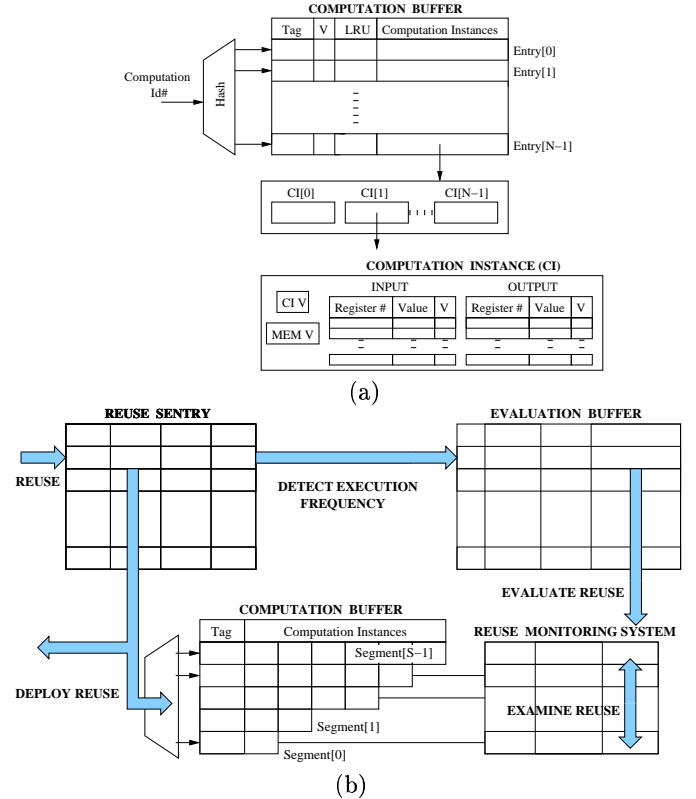 COMPUTATION BUFFER
Tag V LRU Computation Instances
Entry[0]
Entry[1]
Computation
Id#
Hash
Entry[N−1]
CI[0] CI[1] CI[N−1]
COMPUTATION INSTANCE (CI)
INPUT OUTPUT
CI V
Register # Value V Register # Value V
MEM V
(a)
REUSE SENTRY EVALUATION BUFFER
REUSE
DETECT EXECUTION
FREQUENCY
EVALUATE REUSE
COMPUTATION BUFFER
Tag Computation Instances
REUSE MONITORING SYSTEM
Segment[S−1]
DEPLOY REUSE
EXAMINE REUSE
Segment[1]
Segment[0]
(b)